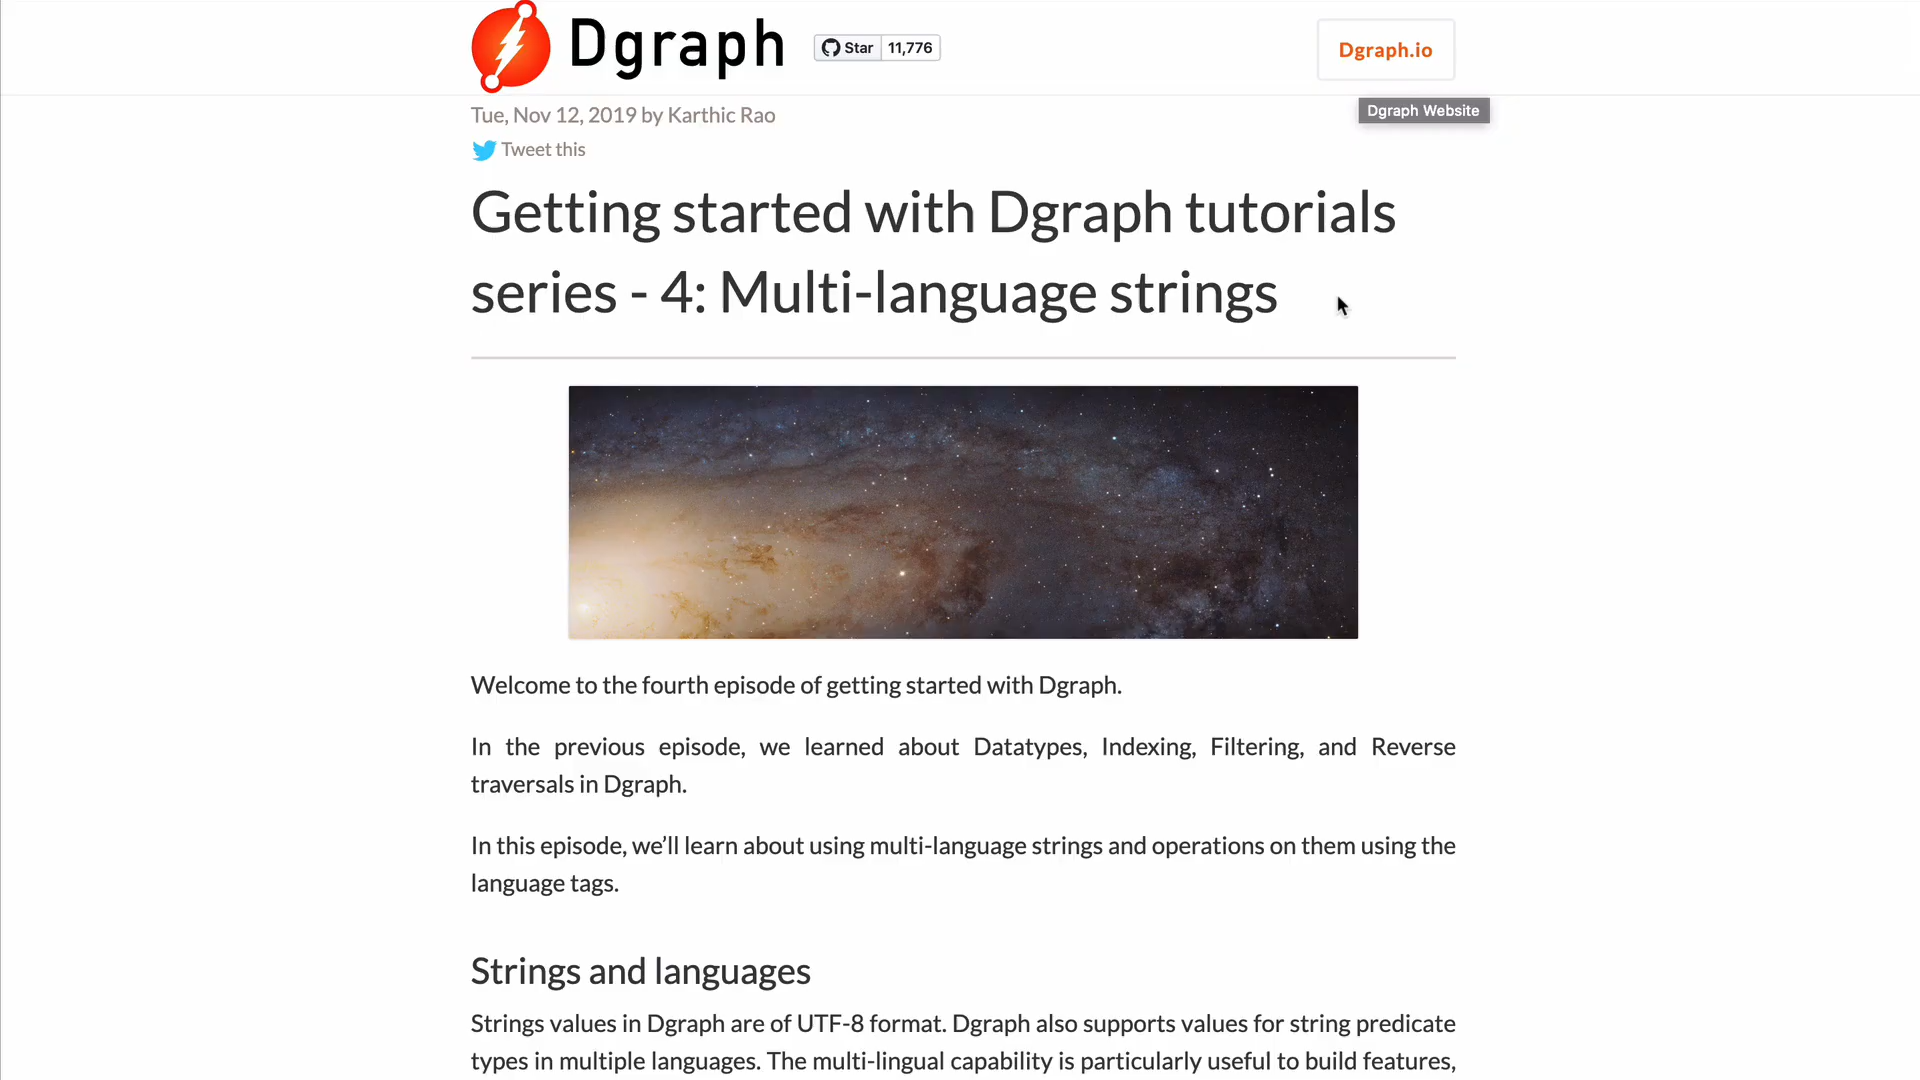 Dgraph
Star 11,776
Dgraph.io
Dgraph Website
Tue, Nov 12, 2019 by Karthic Rao
Tweet this
Getting started with Dgraph tutorials
series - 4: Multi-language strings
Welcome to the fourth episode of getting started with Dgraph.
In the previous episode, we learned about Datatypes, Indexing, Filtering, and Reverse
traversals in Dgraph.
In this episode, we’ll learn about using multi-language strings and operations on them using the
language tags.
Strings and languages
Strings values in Dgraph are of UTF-8 format. Dgraph also supports values for string predicate
types in multiple languages. The multi-lingual capability is particularly useful to build features,